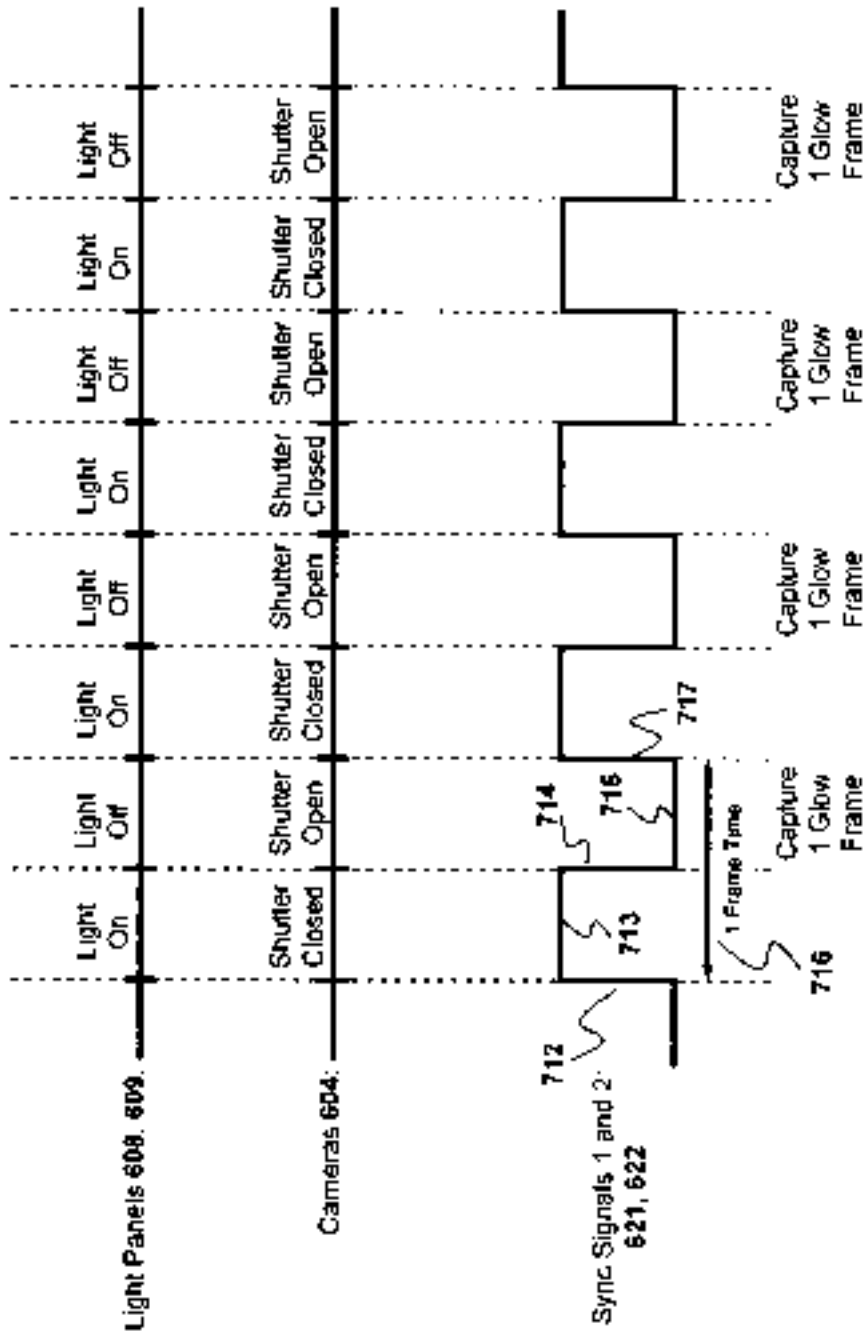 Light Panels 608, 609:
Light
On
Light
Off
Light
On
Light
Off
Light
On
Light
Off
Light
On
Light
Off
Cameras 604:
Shutter
Closed
Shutter
Open
Shutter
Closed
Shutter
Open
Shutter
Closed
Shutter
Open
Shutter
Closed
Shutter
Open
Sync Signals 1 and 2:
621, 622
712
713
714
715
717
1 Frame Time
716
Capture
1 Glow
Frame
Capture
1 Glow
Frame
Capture
1 Glow
Frame
Capture
1 Glow
Frame